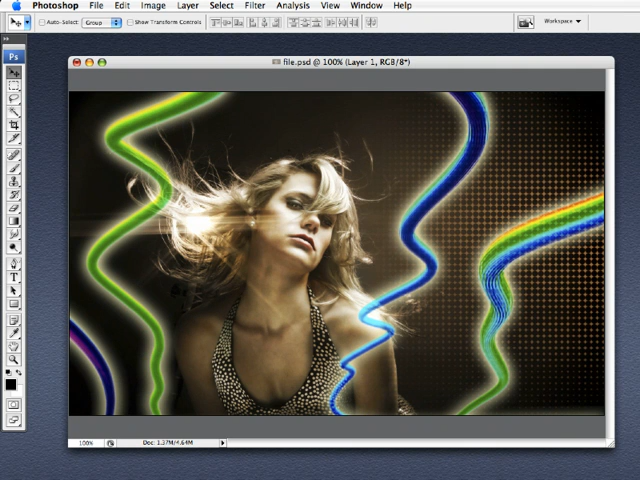 Photoshop File Edit Image Layer Select Filter Analysis View Window Help
Auto-Select: Group Show Transform Controls Workspace
Ps
file.psd @ 100% (Layer 1, RGB/8*)
T
100% Doc: 1.37M/4.64M